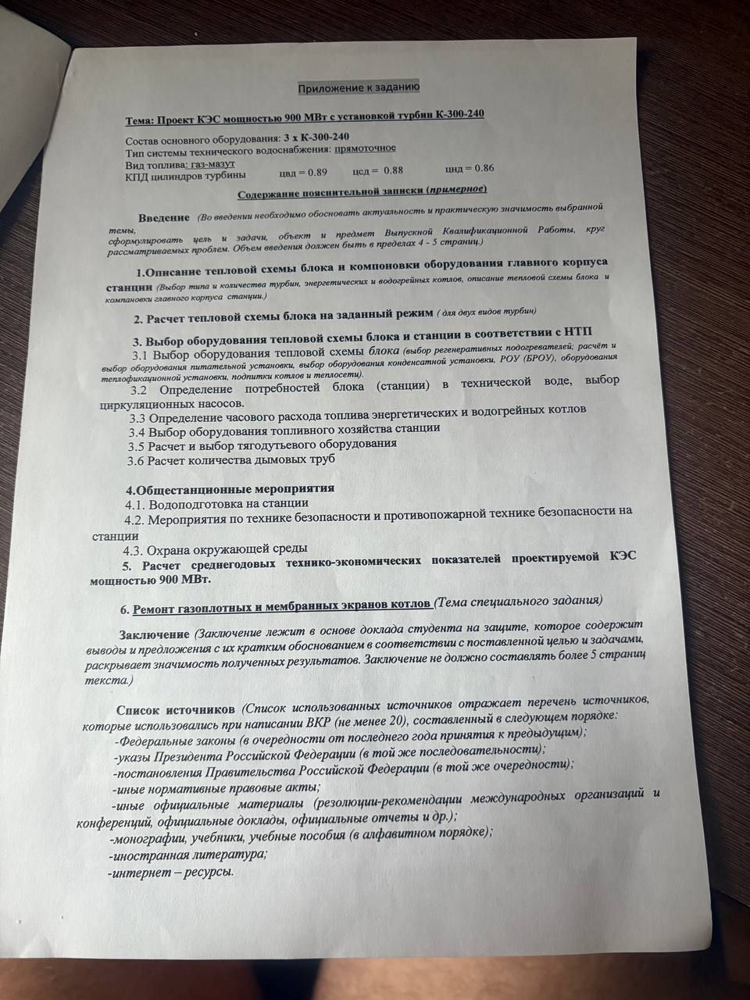 Приложение к заданию
Тема: Проект КЭС мощностью 900 МВт с установкой турбин К-300-240
Состав основного оборудования: 3 х К-300-240
Тип системы технического водоснабжения: прямоточное
Вид топлива: газ-мазут
КПД цилиндров турбины цвд = 0.89 цсд = 0.88 цнд = 0.86
Содержание пояснительной записки (примерное)
Введение (Во введении необходимо обосновать актуальность и практическую значимость выбранной
темы,
сформулировать цель и задачи, объект и предмет Выпускной Квалификационной Работы, круг
рассматриваемых проблем. Объем введения должен быть в пределах 4 - 5 страниц.)
1.Описание тепловой схемы блока и компоновки оборудования главного корпуса
станции (Выбор типа и количества турбин, энергетических и водогрейных котлов, описание тепловой схемы блока и
компановки главного корпуса станции.)
2. Расчет тепловой схемы блока на заданный режим ( для двух видов турбин)
3. Выбор оборудования тепловой схемы блока и станции в соответствии с НТП
3.1 Выбор оборудования тепловой схемы блока (выбор регенеративных подогревателей; расчёт и
выбор оборудования питательной установки, выбор оборудования конденсатной установки, РОУ (БРОУ), оборудования
теплофикационной установки, подпитки котлов и теплосети).
3.2 Определение потребностей блока (станции) в технической воде, выбор
циркуляционных насосов.
3.3 Определение часового расхода топлива энергетических и водогрейных котлов
3.4 Выбор оборудования топливного хозяйства станции
3.5 Расчет и выбор тягодутьевого оборудования
3.6 Расчет количества дымовых труб
4.Общестанционные мероприятия
4.1. Водоподготовка на станции
4.2. Мероприятия по технике безопасности и противопожарной технике безопасности на
станции
4.3. Охрана окружающей среды
5. Расчет среднегодовых технико-экономических показателей проектируемой КЭС
мощностью 900 МВт.
6. Ремонт газоплотных и мембранных экранов котлов (Тема специального задания)
Заключение (Заключение лежит в основе доклада студента на защите, которое содержит
выводы и предложения с их кратким обоснованием в соответствии с поставленной целью и задачами,
раскрывает значимость полученных результатов. Заключение не должно составлять более 5 страниц
текста.)
Список источников (Список использованных источников отражает перечень источников,
которые использовались при написании ВКР (не менее 20), составленный в следующем порядке:
-Федеральные законы (в очередности от последнего года принятия к предыдущим);
-указы Президента Российской Федерации (в той же последовательности);
-постановления Правительства Российской Федерации (в той же очередности);
-иные нормативные правовые акты;
-иные официальные материалы (резолюции-рекомендации международных организаций и
конференций, официальные доклады, официальные отчеты и др.);
-монографии, учебники, учебные пособия (в алфавитном порядке);
-иностранная литература;
-интернет – ресурсы.